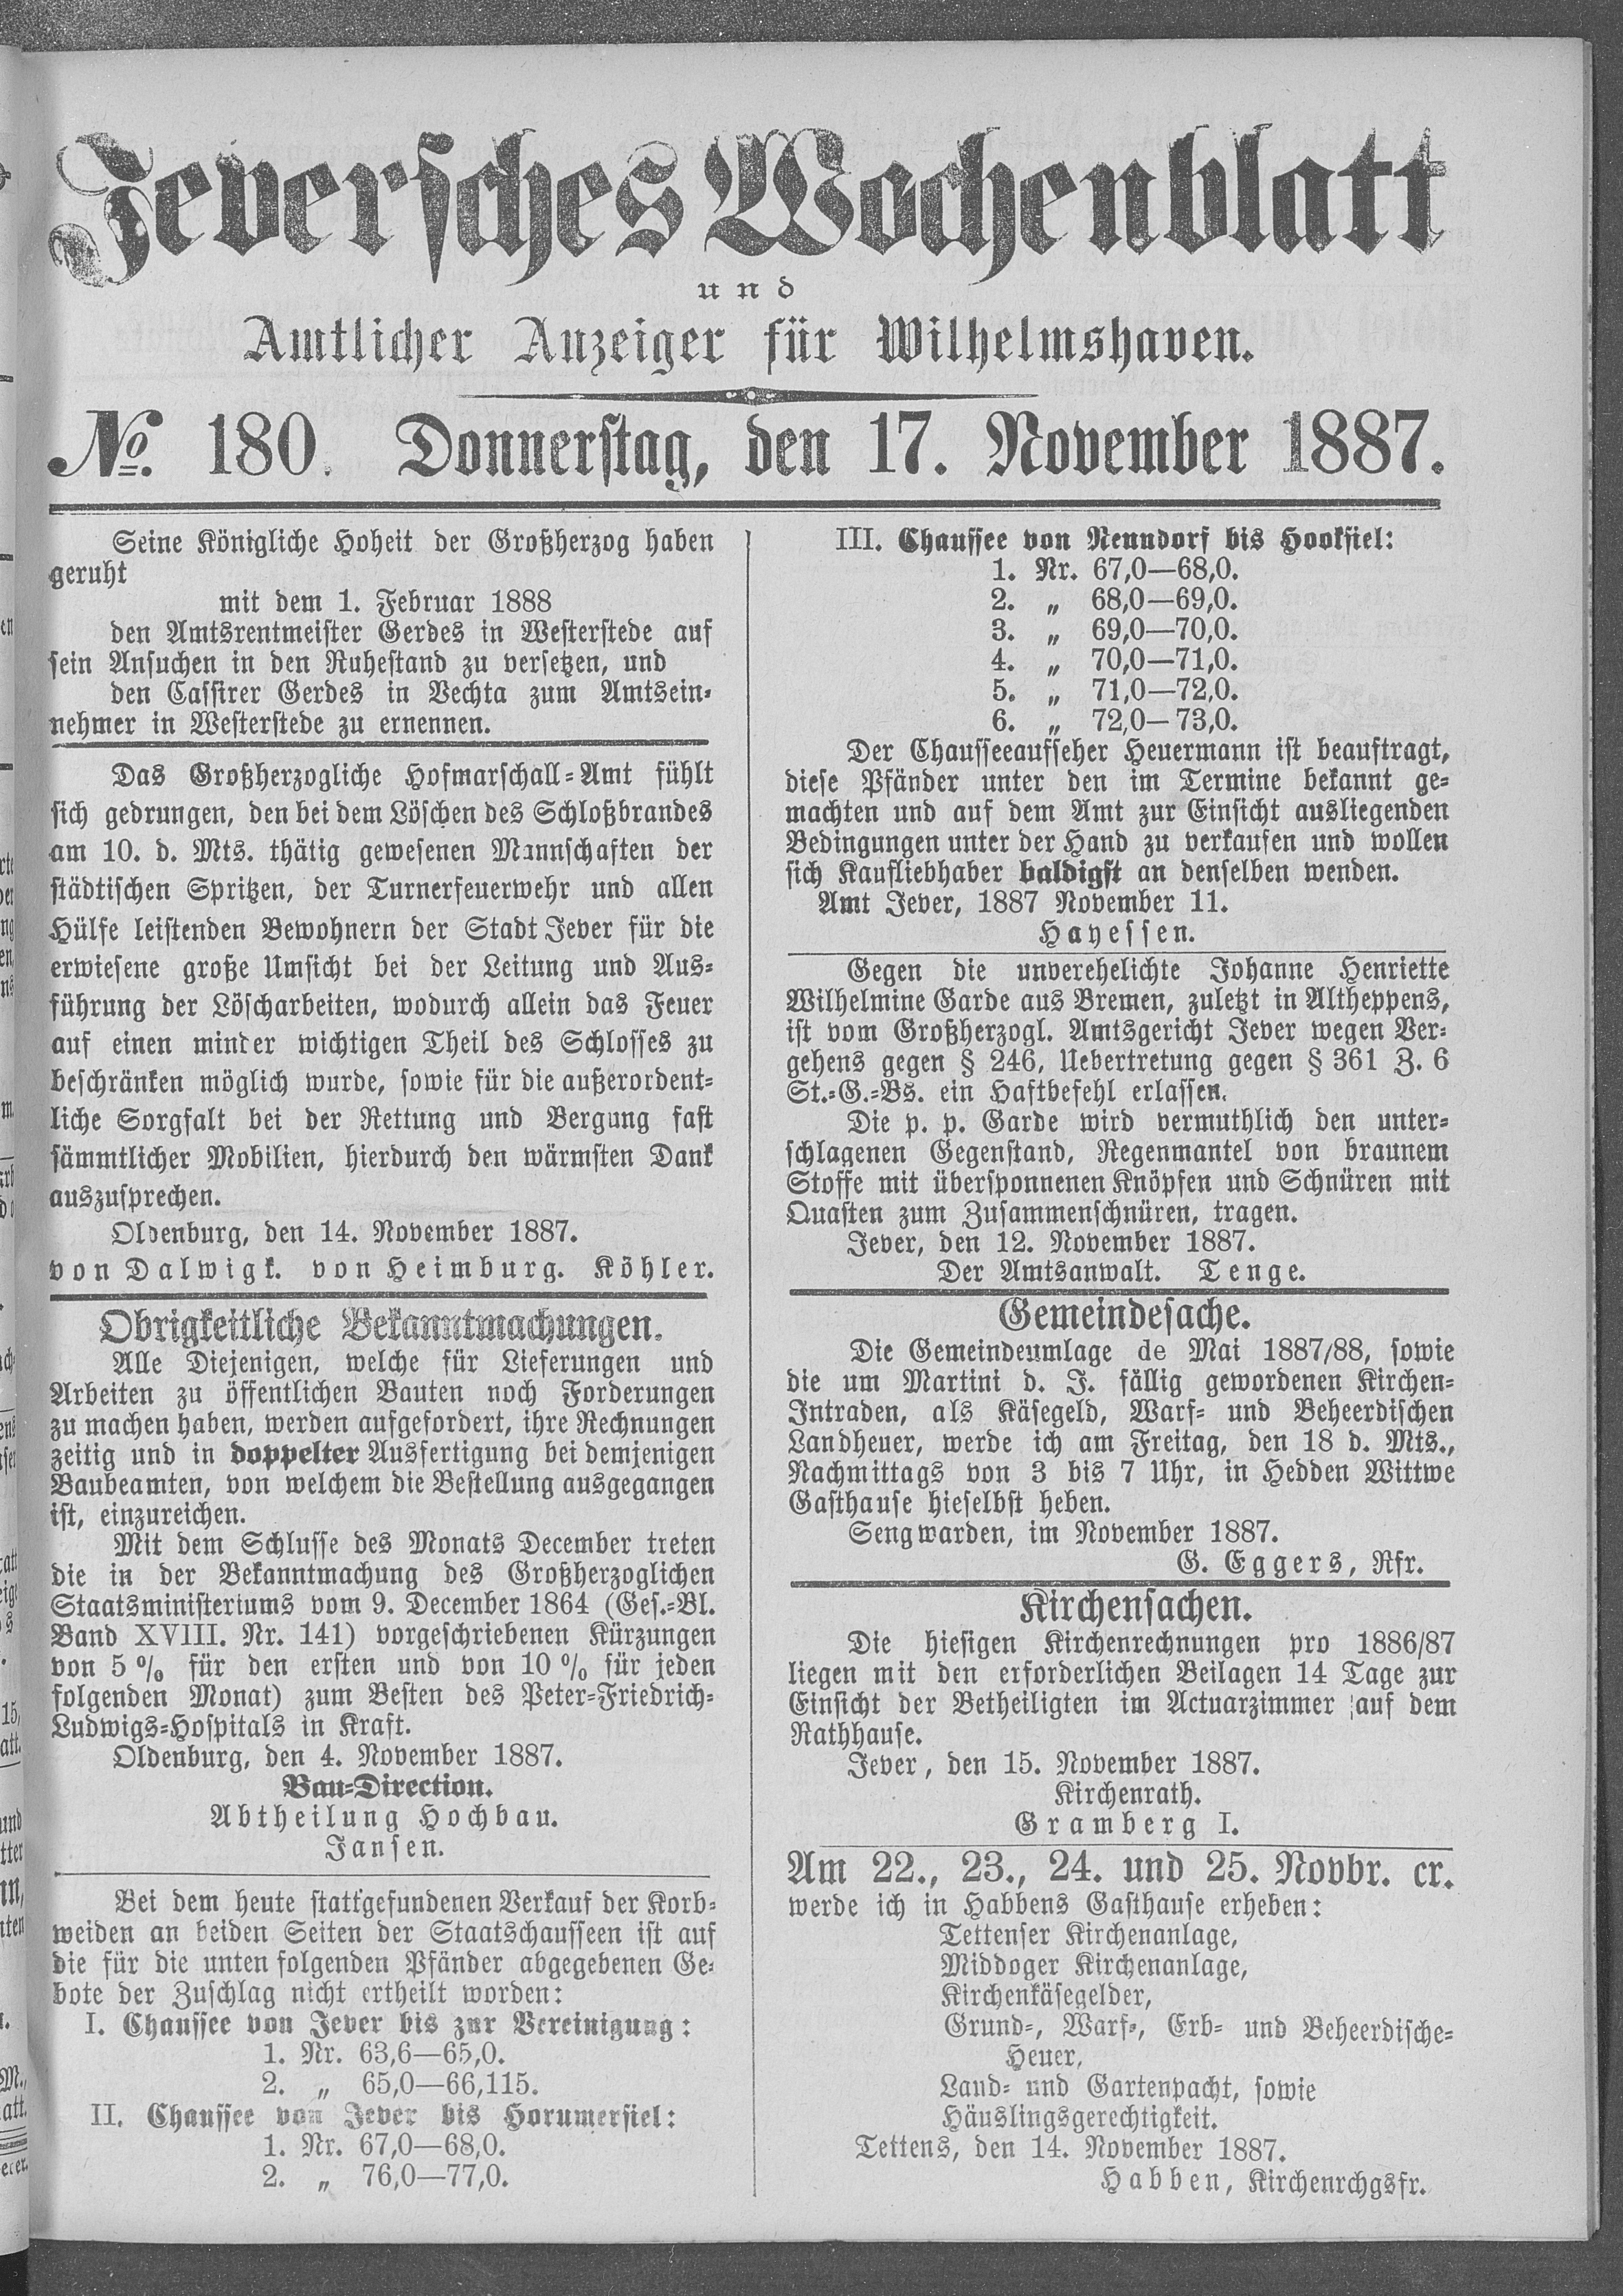 Jeversches Wochenblatt
und
Amtlicher Anzeiger für Wilhelmshaven.
No. 180. Donnerstag, den 17. November 1887.
Seine Königliche Hoheit der Großherzog haben
geruht
mit dem 1. Februar 1888
den Amtsrentmeister Gerdes in Westerstede auf
sein Ansuchen in den Ruhestand zu versetzen, und
den Cassirer Gerdes in Vechta zum Amtsein-
nehmer in Westerstede zu ernennen.
Das Großherzogliche Hofmarschall-Amt fühlt
sich gedrungen, den bei dem Löschen des Schloßbrandes
am 10. d. Mts. thätig gewesenen Mannschaften der
städtischen Spritzen, der Turnerfeuerwehr und allen
Hülfe leistenden Bewohnern der Stadt Jever für die
erwiesene große Umsicht bei der Leitung und Aus-
führung der Löscharbeiten, wodurch allein das Feuer
auf einen minder wichtigen Theil des Schlosses zu
beschränken möglich wurde, sowie für die außerordent-
liche Sorgfalt bei der Rettung und Bergung fast
sämmtlicher Mobilien, hierdurch den wärmsten Dank
auszusprechen.
Oldenburg, den 14. November 1887.
von Dalwigk. von Heimburg. Köhler.
Obrigkeitliche Bekanntmachungen.
Alle Diejenigen, welche für Lieferungen und
Arbeiten zu öffentlichen Bauten noch Forderungen
zu machen haben, werden aufgefordert, ihre Rechnungen
zeitig und in doppelter Ausfertigung bei demjenigen
Baubeamten, von welchem die Bestellung ausgegangen
ist, einzureichen.
Mit dem Schlusse des Monats December treten
die in der Bekanntmachung des Großherzoglichen
Staatsministeriums vom 9. December 1864 (Ges.-Bl.
Band XVIII. Nr. 141) vorgeschriebenen Kürzungen
von 5 % für den ersten und von 10 % für jeden
folgenden Monat) zum Besten des Peter-Friedrich-
Ludwigs-Hospitals in Kraft.
Oldenburg, den 4. November 1887.
Bau-Direction.
Abtheilung Hochbau.
Jansen.
Bei dem heute stattgefundenen Verkauf der Korb-
weiden an beiden Seiten der Staatschausseen ist auf
die für die unten folgenden Pfänder abgegebenen Ge-
bote der Zuschlag nicht ertheilt worden:
I. Chaussee von Jever bis zur Vereinigung:
1. Nr. 63,6—65,0.
2. „ 65,0—66,115.
II. Chaussee von Jever bis Horumersiel:
1. Nr. 67,0—68,0.
2. „ 76,0—77,0.
III. Chaussee von Nenndorf bis Hooksiel:
1. Nr. 67,0—68,0.
2. „ 68,0—69,0.
3. „ 69,0—70,0.
4. „ 70,0—71,0.
5. „ 71,0—72,0.
6. „ 72,0—73,0.
Der Chausseeaufseher Heuermann ist beauftragt,
diese Pfänder unter den im Termine bekannt ge-
machten und auf dem Amt zur Einsicht ausliegenden
Bedingungen unter der Hand zu verkaufen und wollen
sich Kaufliebhaber baldigst an denselben wenden.
Amt Jever, 1887 November 11.
Hayessen.
Gegen die unverehelichte Johanne Henriette
Wilhelmine Garde aus Bremen, zuletzt in Altheppens,
ist vom Großherzogl. Amtsgericht Jever wegen Ver-
gehens gegen § 246, Uebertretung gegen § 361 Z. 6
St.-G.-Bs. ein Haftbefehl erlassen.
Die p. p. Garde wird vermuthlich den unter-
schlagenen Gegenstand, Regenmantel von braunem
Stoffe mit übersponnenen Knöpfen und Schnüren mit
Quasten zum Zusammenschnüren, tragen.
Jever, den 12. November 1887.
Der Amtsanwalt. Tenge.
Gemeindesache.
Die Gemeindeumlage de Mai 1887/88, sowie
die um Martini d. J. fällig gewordenen Kirchen-
Intraden, als Käsegeld, Warf- und Beheerdischen
Landheuer, werde ich am Freitag, den 18 d. Mts.,
Nachmittags von 3 bis 7 Uhr, in Hedden Wittwe
Gasthause hieselbst heben.
Sengwarden, im November 1887.
G. Eggers, Rfr.
Kirchensachen.
Die hiesigen Kirchenrechnungen pro 1886/87
liegen mit den erforderlichen Beilagen 14 Tage zur
Einsicht der Betheiligten im Actuarzimmer auf dem
Rathhause.
Jever, den 15. November 1887.
Kirchenrath.
Gramberg I.
Am 22., 23., 24. und 25. Novbr. cr.
werde ich in Habbens Gasthause erheben:
Tettenser Kirchenanlage,
Middoger Kirchenanlage,
Kirchenkäsegelder,
Grund-, Warf-, Erb- und Beheerdische-
Heuer,
Land- und Gartenpacht, sowie
Häuslingsgerechtigkeit.
Tettens, den 14. November 1887.
Habben, Kirchenrchgsfr.